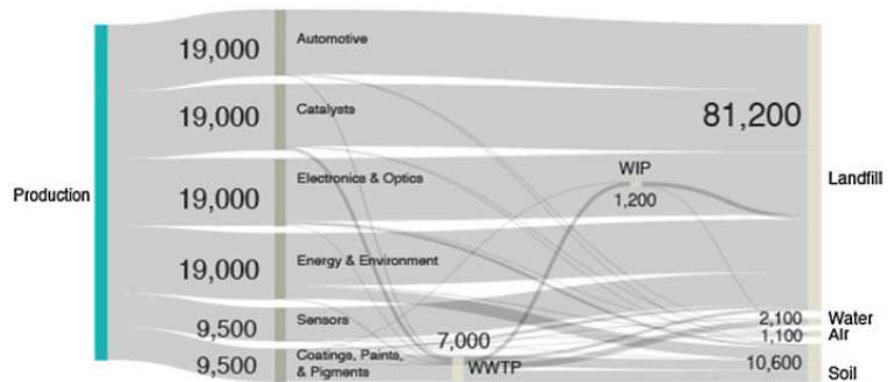 Production
19,000
Automotive
19,000
Catalysts
19,000
Electronics & Optics
19,000
Energy & Environment
9,500
Sensors
9,500
Coatings, Paints,
& Pigments
7,000
WWTP
WIP
1,200
81,200
Landfill
2,100
Water
1,100
Air
10,600
Soil